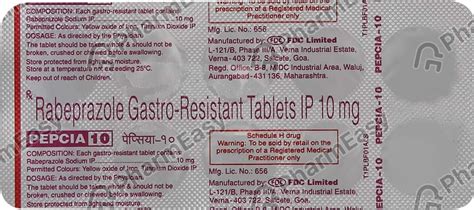 COMPOSITION: Each gastro-resistant tablet contains:
Rabeprazole Sodium IP 10 mg
Permitted Colours: Yellow oxide of Iron, Titanium Dioxide IP
DOSAGE: As directed by the Physician.
The tablet should be taken whole & should not be
broken, crushed or chewed before swallowing.
Store protected from light & moisture
at a temperature not exceeding 25°C.
Keep out of reach of Children.
Warning: To be sold by retail on the
prescription of a Registered Medical
Practitioner only
Mfg. Lic. No.: 656
Manufactured by: FDC Limited
L-121/B, Phase III/A, Verna Industrial Estate,
Verna-403 722, Salcete, Goa.
Regd. Office: B-8, MIDC Industrial Area, Waluj,
Aurangabad-431 136, Maharashtra.
Rabeprazole Gastro-Resistant Tablets IP 10 mg
PEPCIA 10 पेप्सिया-१०
COMPOSITION: Each gastro-resistant tablet contains:
Rabeprazole Sodium IP 10 mg
Permitted Colours: Yellow oxide of Iron, Titanium Dioxide IP
DOSAGE: As directed by the Physician.
The tablet should be taken whole & should not be
broken, crushed or chewed before swallowing.
Store protected from light & moisture
Schedule H drug
Warning: To be sold by retail on the
prescription of a Registered Medical
Practitioner only
Mfg. Lic. No.: 656
Manufactured by: FDC Limited
L-121/B, Phase III/A, Verna Industrial Estate,
Verna-403 722, Salcete, Goa.
PEPCIA-10
PEPCIA-10
PharmEasy